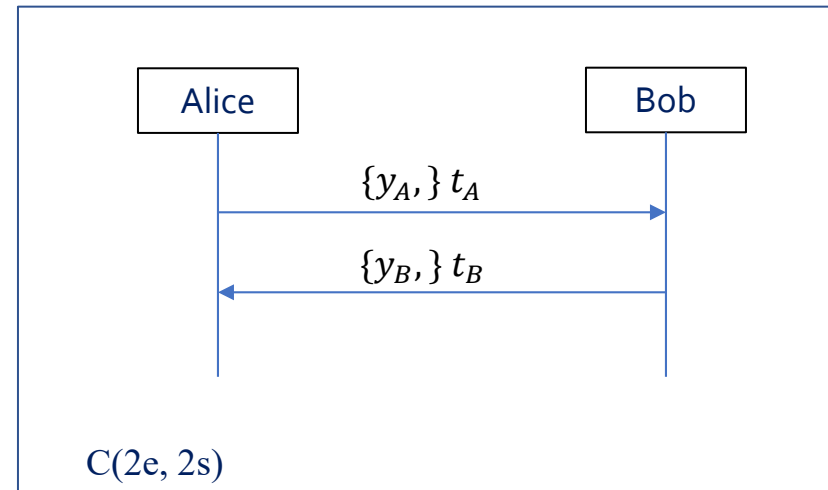 Alice
Bob
{y_A,} t_A
{y_B,} t_B
C(2e, 2s)